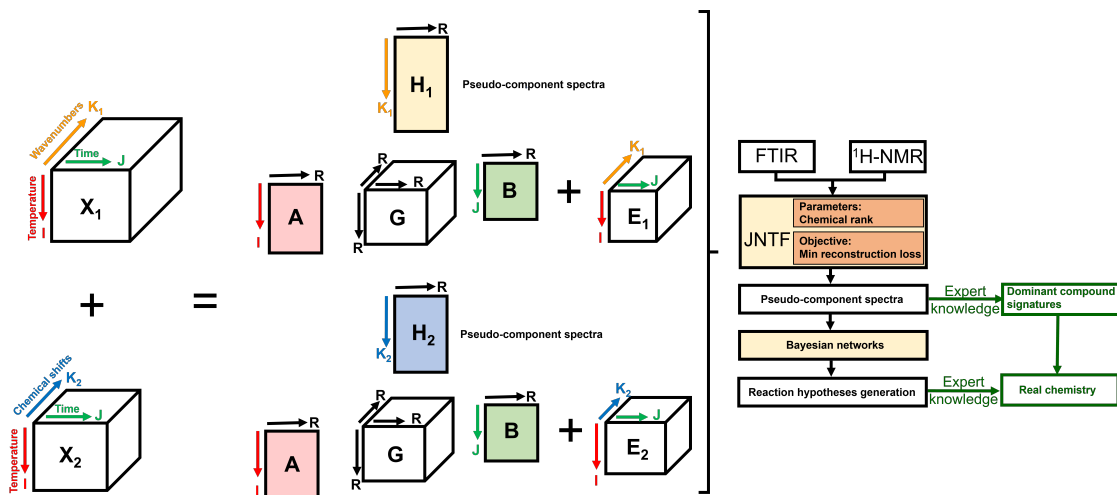 R
H₁
K₁
Pseudo-component spectra
Wavenumbers
K₁
Time
J
Temperature
I
X₁
R
A
I
R
R
G
R
R
B
J
+
K₁
J
E₁
I
+
=
R
H₂
K₂
Pseudo-component spectra
Chemical shifts
K₂
Time
J
Temperature
I
X₂
R
A
I
R
R
G
R
R
B
J
+
K₂
J
E₂
I
FTIR
¹H-NMR
JNTF
Parameters:
Chemical rank
Objective:
Min reconstruction loss
Pseudo-component spectra
Expert
knowledge
Dominant compound
signatures
Bayesian networks
Reaction hypotheses generation
Expert
knowledge
Real chemistry